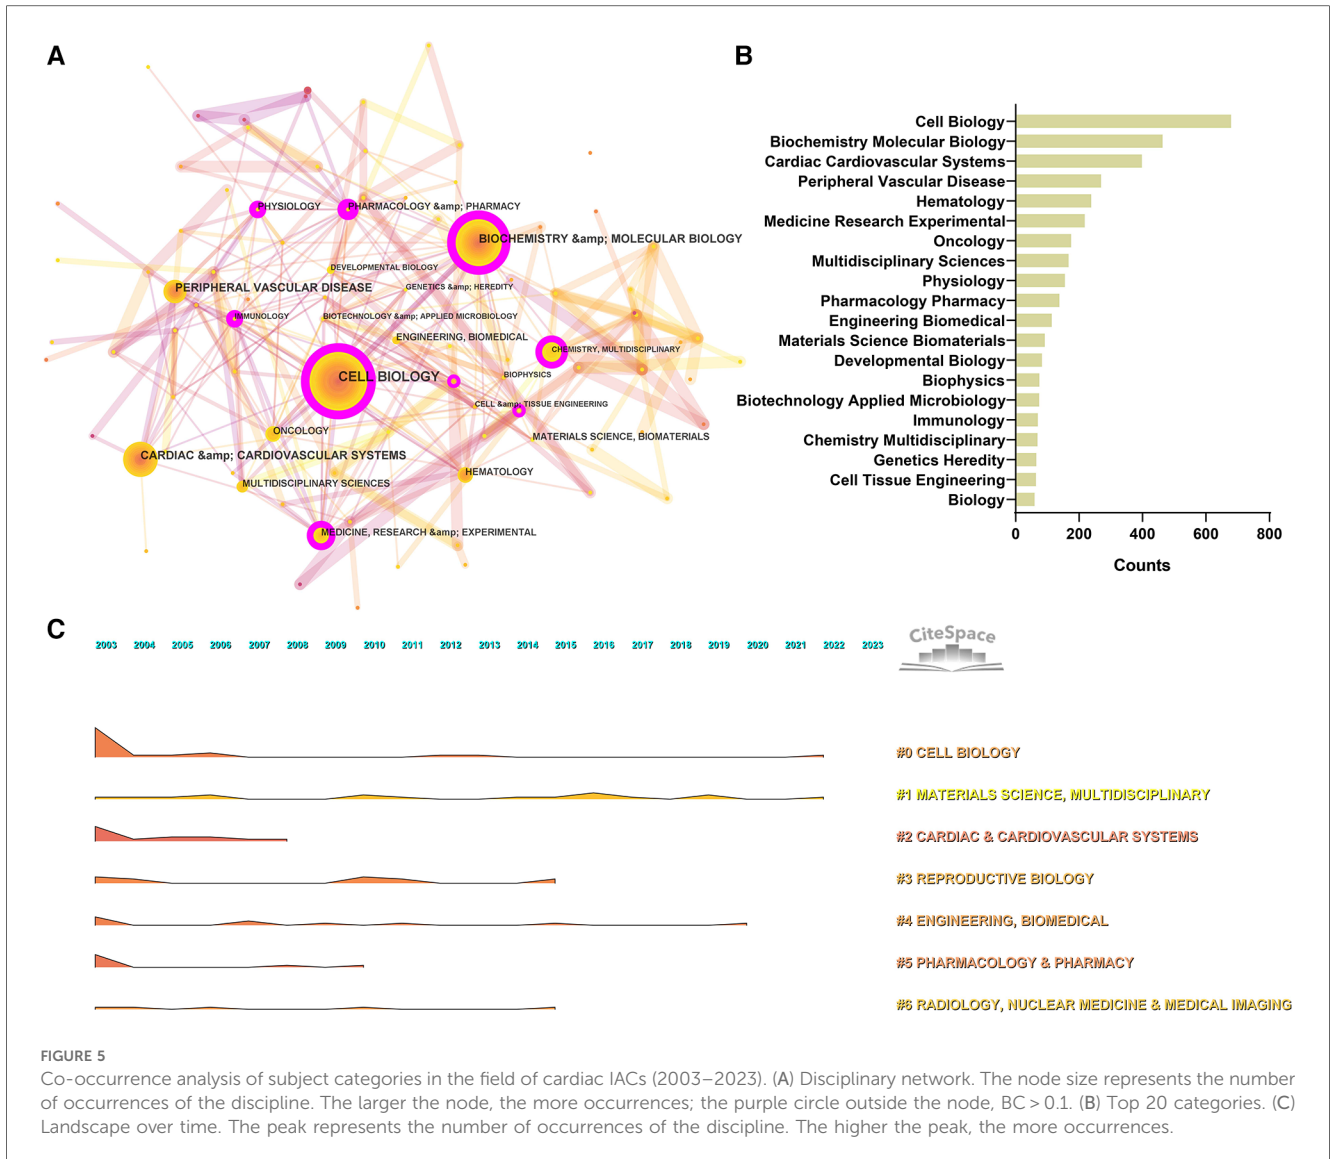 A
PHYSIOLOGY
PHARMACOLOGY &amp; PHARMACY
BIOCHEMISTRY &amp; MOLECULAR BIOLOGY
DEVELOPMENTAL BIOLOGY
PERIPHERAL VASCULAR DISEASE
GENETICS &amp; HEREDITY
IMMUNOLOGY
BIOTECHNOLOGY &amp; APPLIED MICROBIOLOGY
ENGINEERING, BIOMEDICAL
CHEMISTRY, MULTIDISCIPLINARY
CELL BIOLOGY
BIOPHYSICS
CELL &amp; TISSUE ENGINEERING
ONCOLOGY
MATERIALS SCIENCE, BIOMATERIALS
CARDIAC &amp; CARDIOVASCULAR SYSTEMS
HEMATOLOGY
MULTIDISCIPLINARY SCIENCES
MEDICINE, RESEARCH &amp; EXPERIMENTAL
B
Cell Biology
Biochemistry Molecular Biology
Cardiac Cardiovascular Systems
Peripheral Vascular Disease
Hematology
Medicine Research Experimental
Oncology
Multidisciplinary Sciences
Physiology
Pharmacology Pharmacy
Engineering Biomedical
Materials Science Biomaterials
Developmental Biology
Biophysics
Biotechnology Applied Microbiology
Immunology
Chemistry Multidisciplinary
Genetics Heredity
Cell Tissue Engineering
Biology
0 200 400 600 800
Counts
C
2003 2004 2005 2006 2007 2008 2009 2010 2011 2012 2013 2014 2015 2016 2017 2018 2019 2020 2021 2022 2023
CiteSpace
#0 CELL BIOLOGY
#1 MATERIALS SCIENCE, MULTIDISCIPLINARY
#2 CARDIAC & CARDIOVASCULAR SYSTEMS
#3 REPRODUCTIVE BIOLOGY
#4 ENGINEERING, BIOMEDICAL
#5 PHARMACOLOGY & PHARMACY
#6 RADIOLOGY, NUCLEAR MEDICINE & MEDICAL IMAGING
FIGURE 5
Co-occurrence analysis of subject categories in the field of cardiac IACs (2003–2023). (A) Disciplinary network. The node size represents the number
of occurrences of the discipline. The larger the node, the more occurrences; the purple circle outside the node, BC > 0.1. (B) Top 20 categories. (C)
Landscape over time. The peak represents the number of occurrences of the discipline. The higher the peak, the more occurrences.